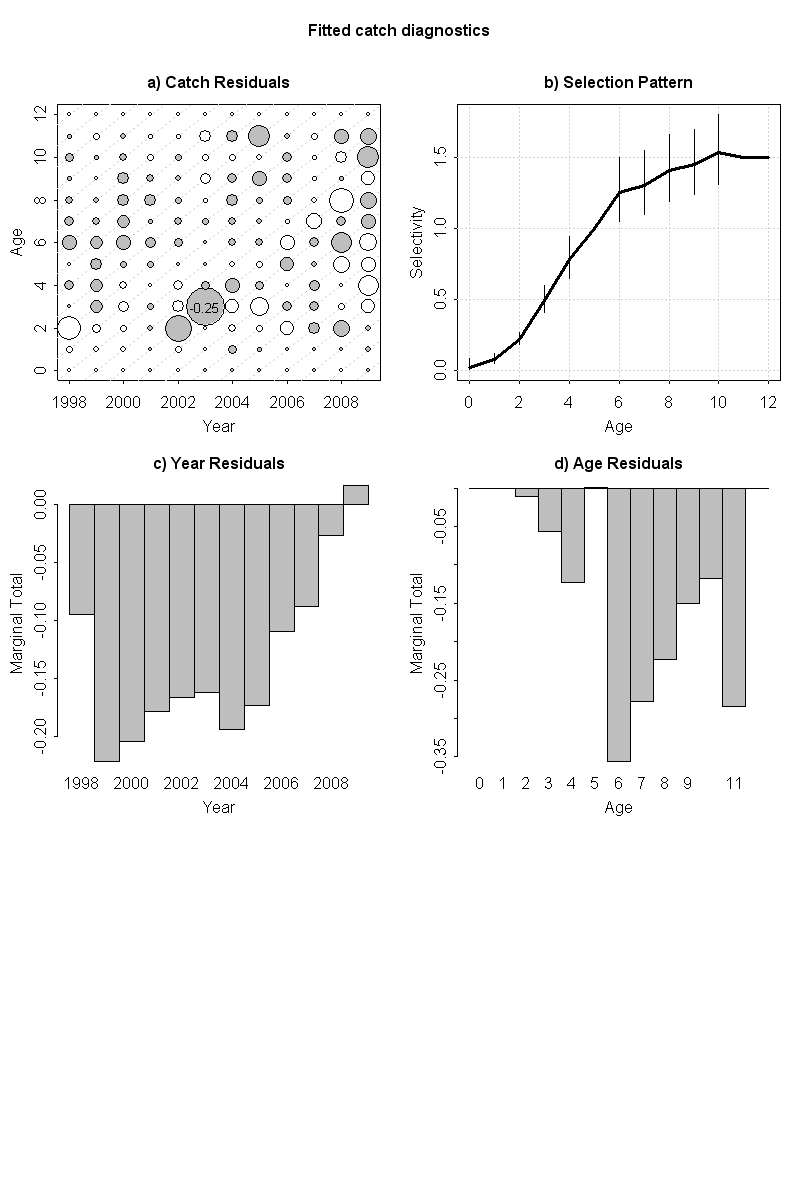 Fitted catch diagnostics
a) Catch Residuals
Age
12
10
8
6
4
2
0
-0.25
1998 2000 2002 2004 2006 2008
Year
b) Selection Pattern
Selectivity
1.5
1.0
0.5
0.0
0 2 4 6 8 10 12
Age
c) Year Residuals
Marginal Total
0.00
-0.05
-0.10
-0.15
-0.20
1998 2000 2002 2004 2006 2008
Year
d) Age Residuals
Marginal Total
-0.05
-0.15
-0.25
-0.35
0 1 2 3 4 5 6 7 8 9 11
Age